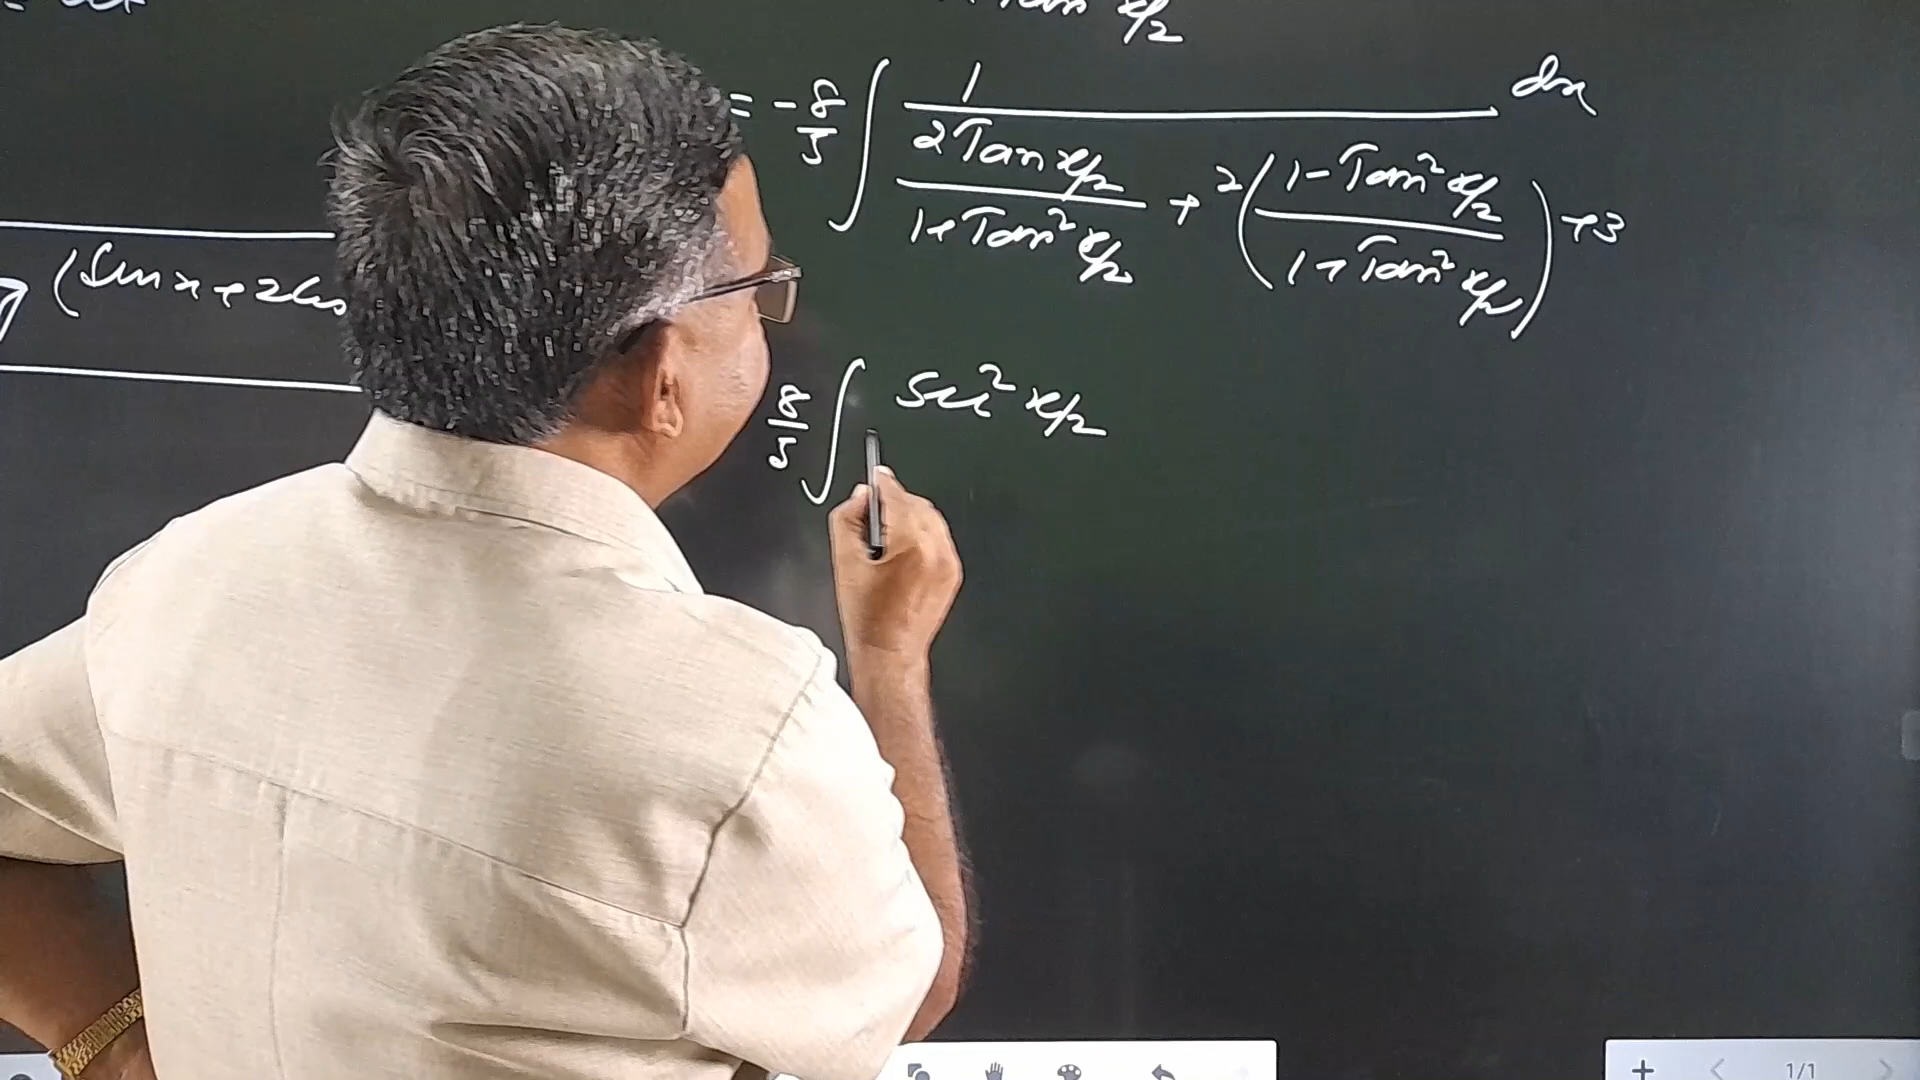 Tan x/2
= -8/5 ∫ 1 / (2Tan x/2 / 1+Tan² x/2 + 2(1-Tan² x/2 / 1+Tan² x/2) +3) dx
(Sin x + 2Cos
8/5 ∫ Sec² x/2
1/1